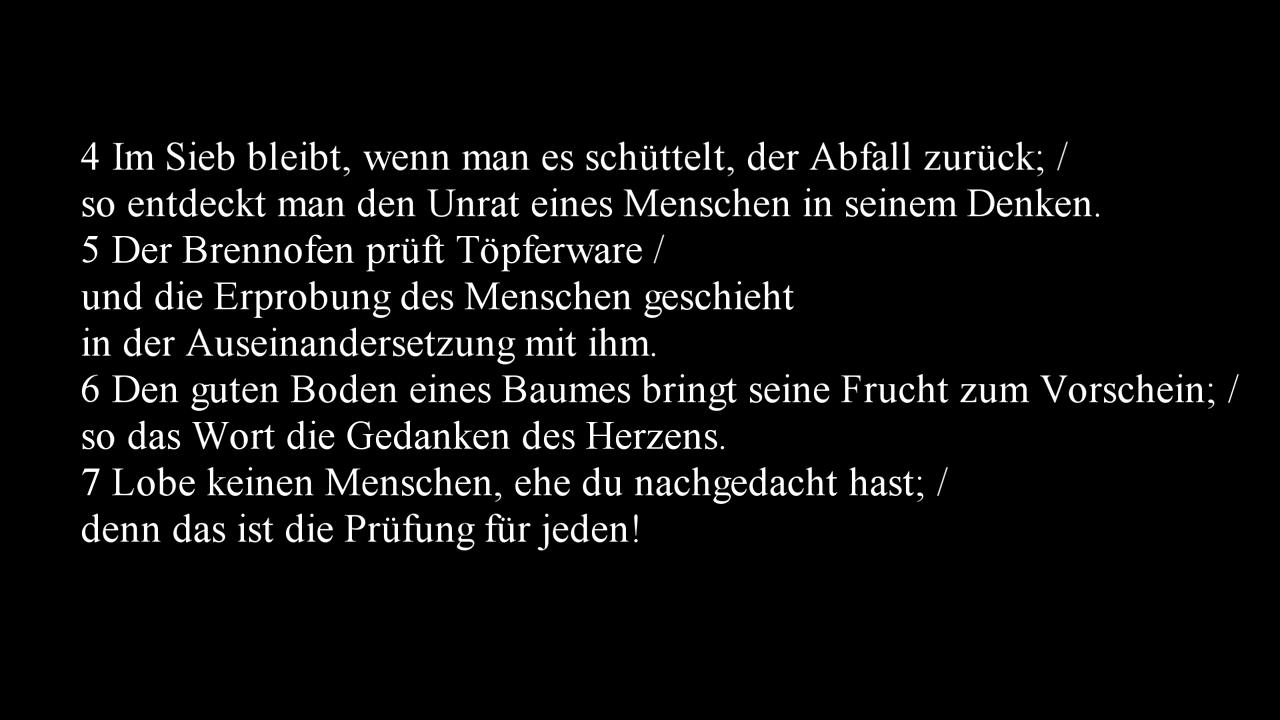 4 Im Sieb bleibt, wenn man es schüttelt, der Abfall zurück; /
so entdeckt man den Unrat eines Menschen in seinem Denken.
5 Der Brennofen prüft Töpferware /
und die Erprobung des Menschen geschieht
in der Auseinandersetzung mit ihm.
6 Den guten Boden eines Baumes bringt seine Frucht zum Vorschein; /
so das Wort die Gedanken des Herzens.
7 Lobe keinen Menschen, ehe du nachgedacht hast; /
denn das ist die Prüfung für jeden!